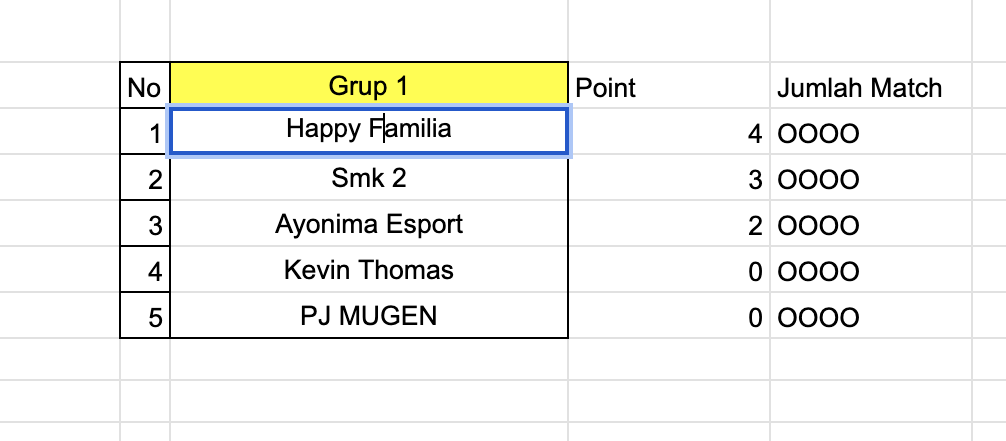 No Grup 1 Point Jumlah Match
1 Happy Familia 4 OOOO
2 Smk 2 3 OOOO
3 Ayonima Esport 2 OOOO
4 Kevin Thomas 0 OOOO
5 PJ MUGEN 0 OOOO